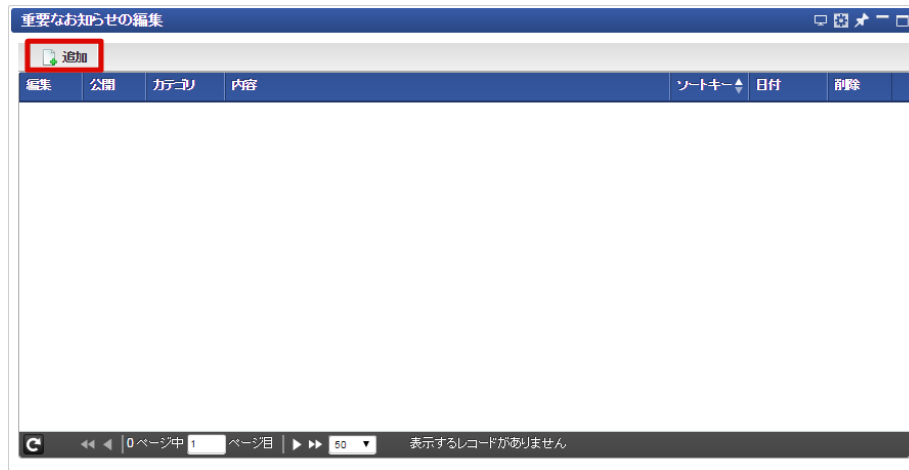 重要なお知らせの編集
追加
編集 公開 カテゴリ 内容 ソートキー 日付 削除
0 ページ中 1 ページ目 50 表示するレコードがありません